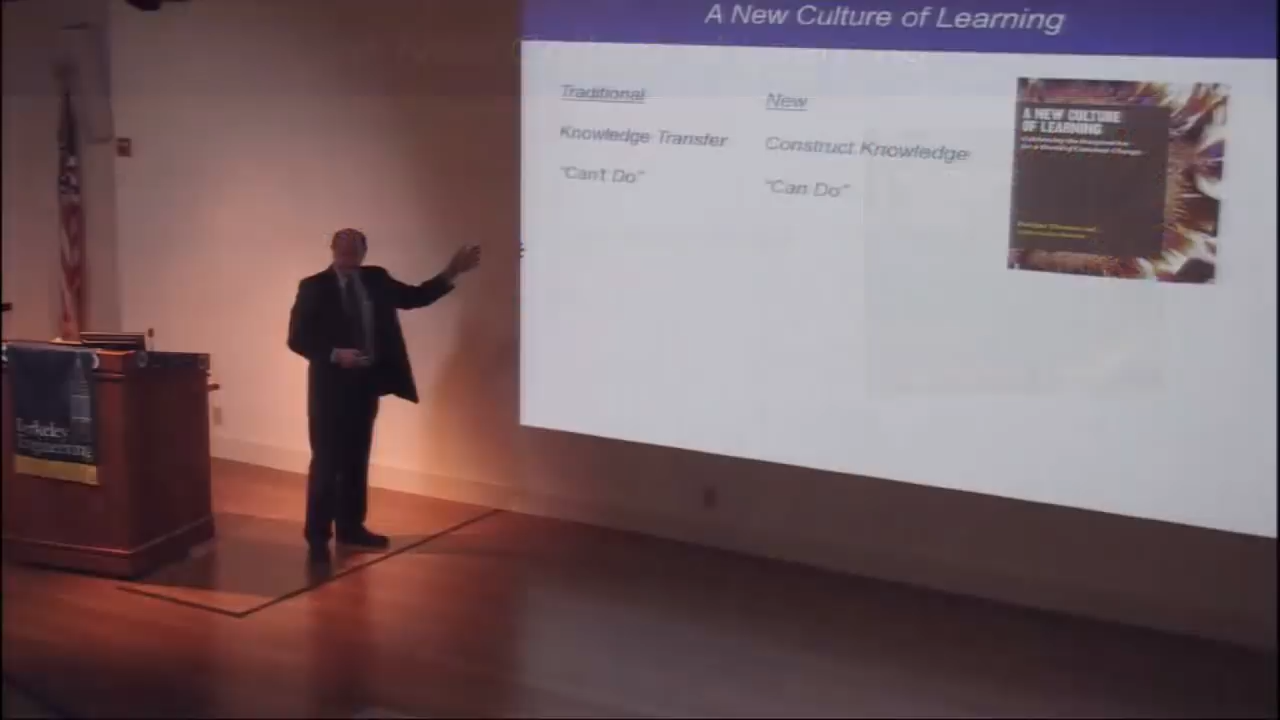 A New Culture of Learning
Traditional
New
Knowledge Transfer
Construct Knowledge
"Can't Do"
"Can Do"
A NEW CULTURE
OF LEARNING
Berkeley
Engineering